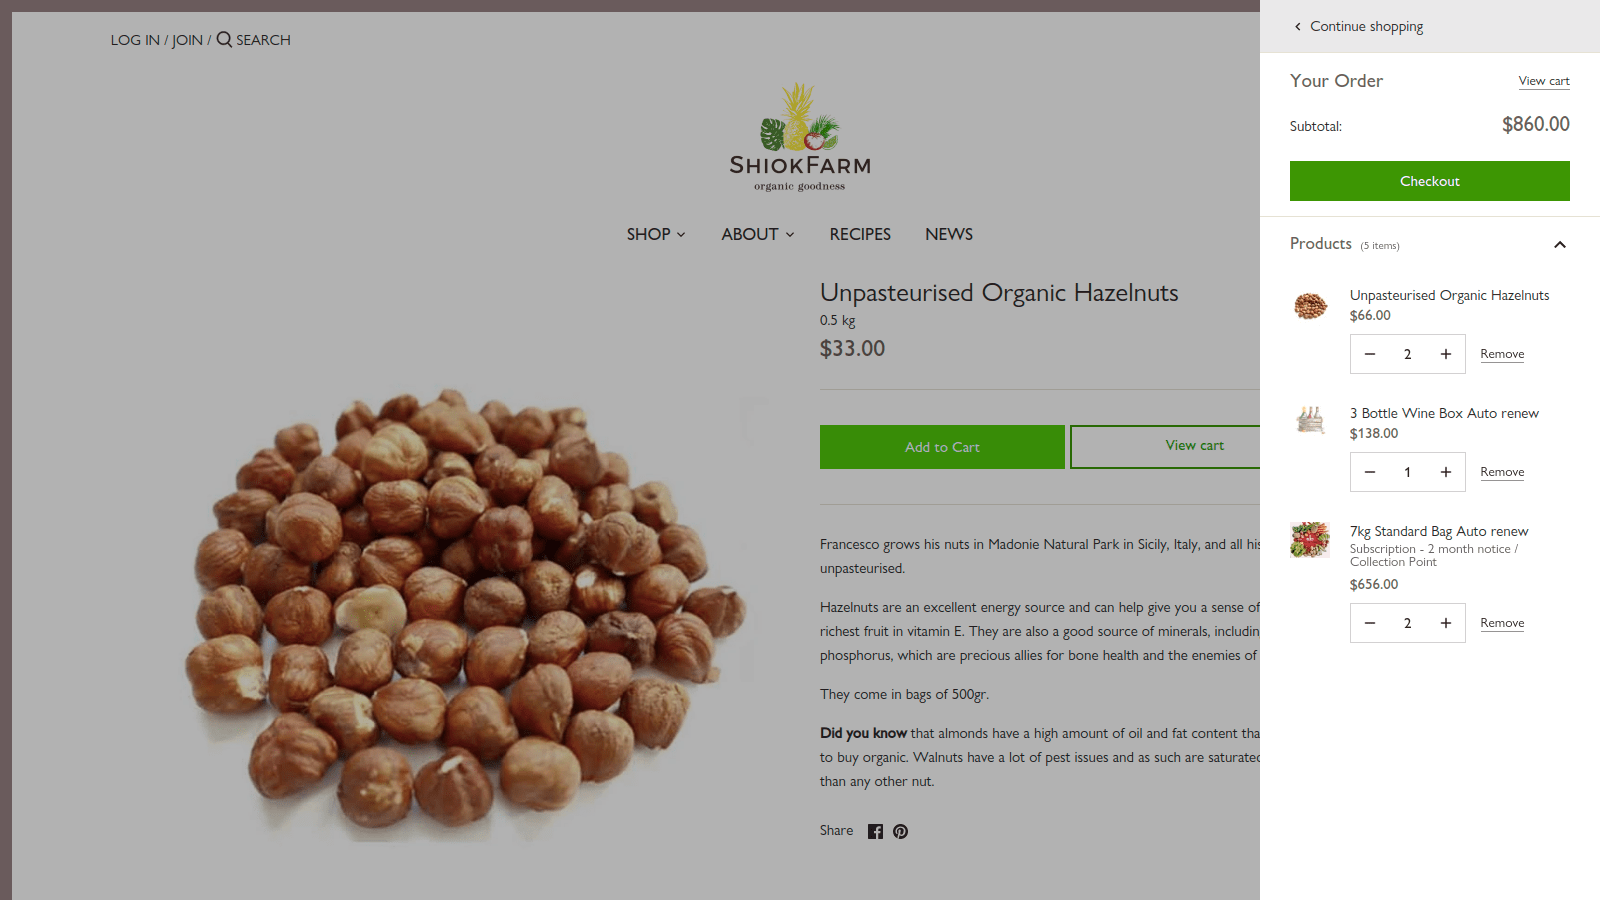 LOG IN / JOIN / SEARCH
SHIOKFARM
organic goodness
SHOP
ABOUT
RECIPES
NEWS
Unpasteurised Organic Hazelnuts
0.5 kg
$33.00
Add to Cart
View cart
Francesco grows his nuts in Madonie Natural Park in Sicily, Italy, and all his
unpasteurised.
Hazelnuts are an excellent energy source and can help give you a sense of
richest fruit in vitamin E. They are also a good source of minerals, includin
phosphorus, which are precious allies for bone health and the enemies of
They come in bags of 500gr.
Did you know that almonds have a high amount of oil and fat content tha
to buy organic. Walnuts have a lot of pest issues and as such are saturated
than any other nut.
Share
Continue shopping
Your Order
View cart
Subtotal:
$860.00
Checkout
Products (5 items)
Unpasteurised Organic Hazelnuts
$66.00
− 2 + Remove
3 Bottle Wine Box Auto renew
$138.00
− 1 + Remove
7kg Standard Bag Auto renew
Subscription - 2 month notice /
Collection Point
$656.00
− 2 + Remove